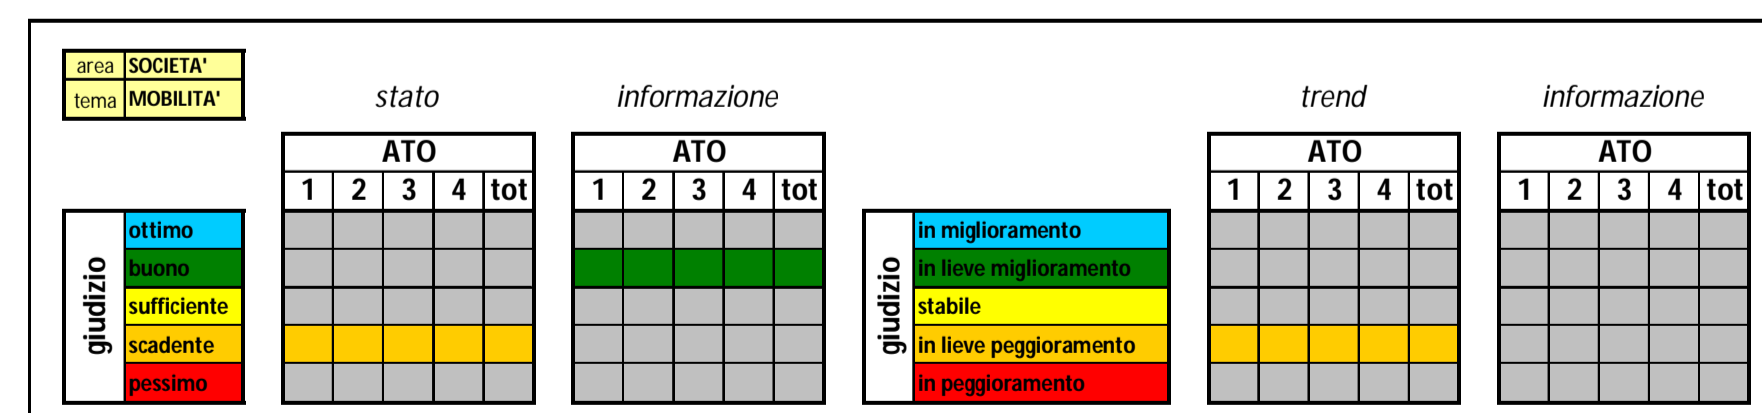 area SOCIETA'
tema MOBILITA'
stato informazione trend informazione
ATO ATO ATO ATO
1 2 3 4 tot 1 2 3 4 tot 1 2 3 4 tot 1 2 3 4 tot
giudizio giudizio
ottimo in miglioramento
buono in lieve miglioramento
sufficiente stabile
scadente in lieve peggioramento
pessimo in peggioramento